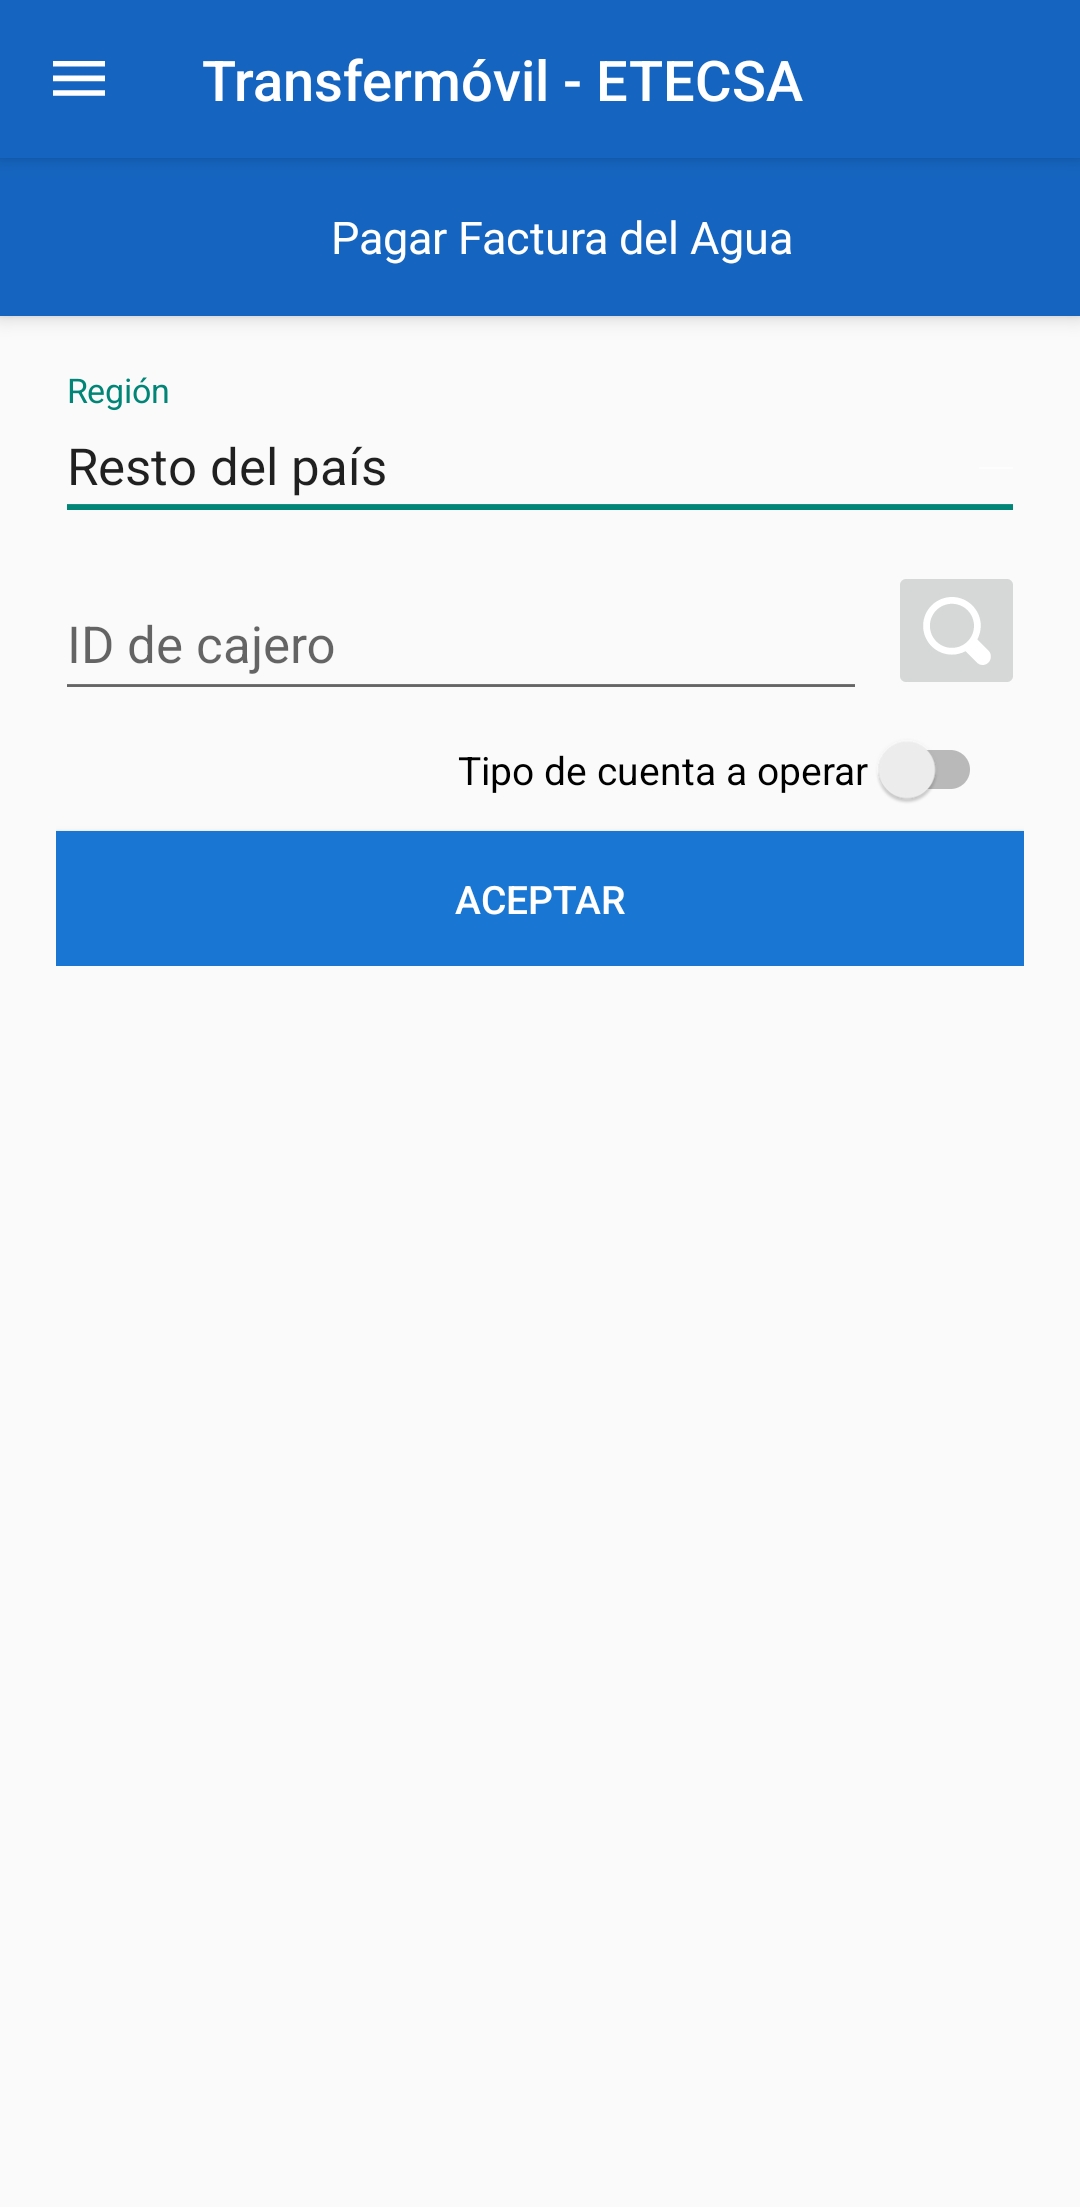 Transfermóvil - ETECSA
Pagar Factura del Agua
Región
Resto del país
ID de cajero
Tipo de cuenta a operar
ACEPTAR